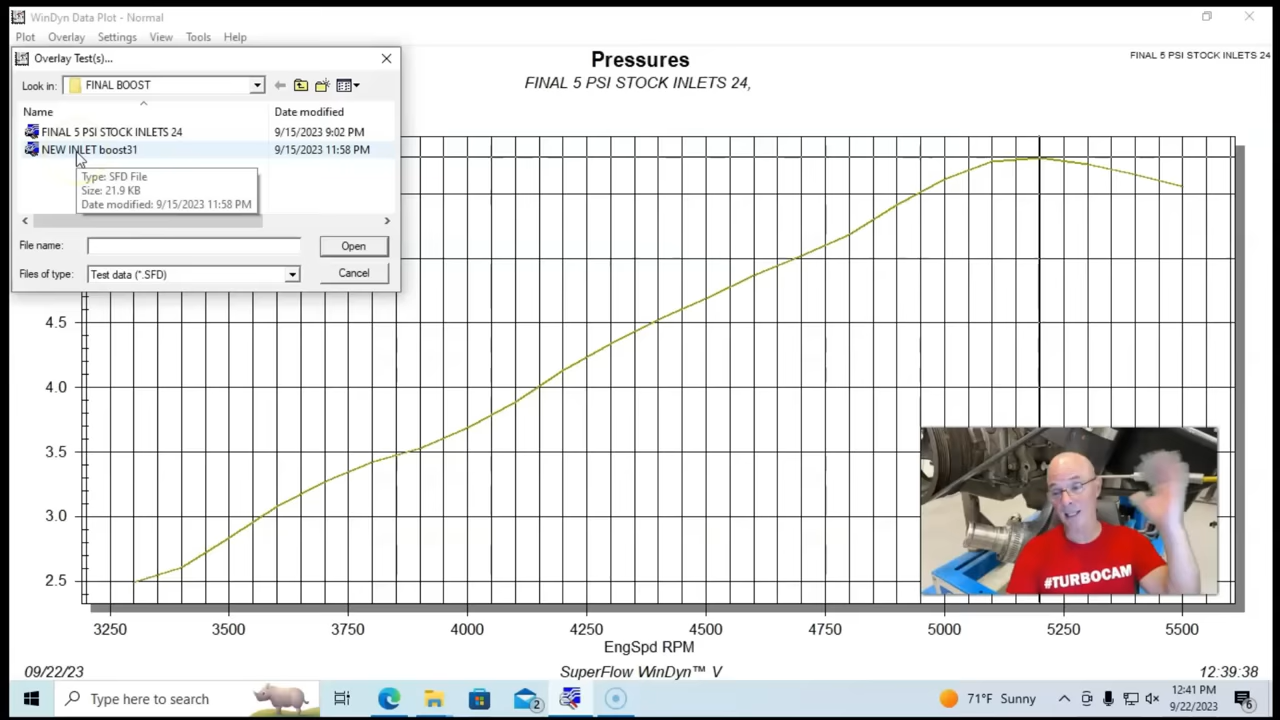 WinDyn Data Plot - Normal
Plot Overlay Settings View Tools Help
Overlay Test(s)...
Look in: FINAL BOOST
Name Date modified
FINAL 5 PSI STOCK INLETS 24 9/15/2023 9:02 PM
NEW INLET boost31 9/15/2023 11:58 PM
Type: SFD File
Size: 21.9 KB
Date modified: 9/15/2023 11:58 PM
File name: Open
Files of type: Test data (*.SFD) Cancel
Pressures
FINAL 5 PSI STOCK INLETS 24,
FINAL 5 PSI STOCK INLETS 24
4.5
4.0
3.5
3.0
2.5
3250 3500 3750 4000 4250 4500 4750 5000 5250 5500
EngSpd RPM
#TURBOCAM
09/22/23 SuperFlow WinDyn™ V 12:39:38
Type here to search
2
71°F Sunny
12:41 PM
9/22/2023
6